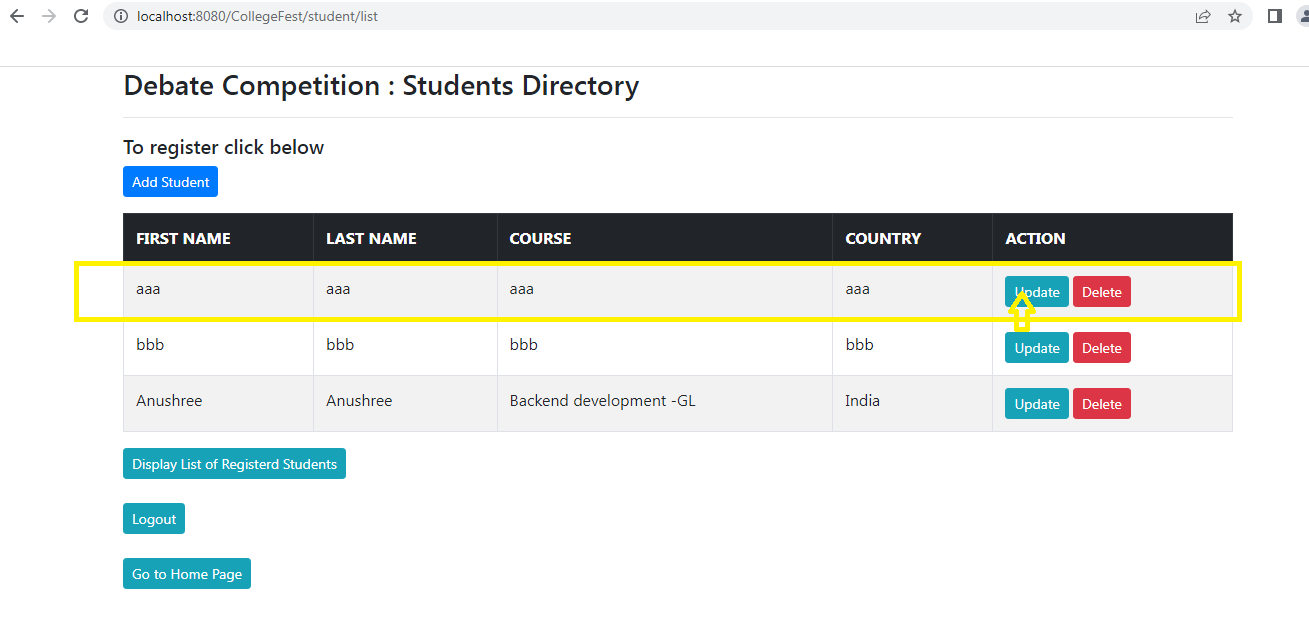 localhost:8080/CollegeFest/student/list
Debate Competition : Students Directory
To register click below
Add Student
FIRST NAME LAST NAME COURSE COUNTRY ACTION
aaa aaa aaa aaa Update Delete
bbb bbb bbb bbb Update Delete
Anushree Anushree Backend development -GL India Update Delete
Display List of Registerd Students
Logout
Go to Home Page